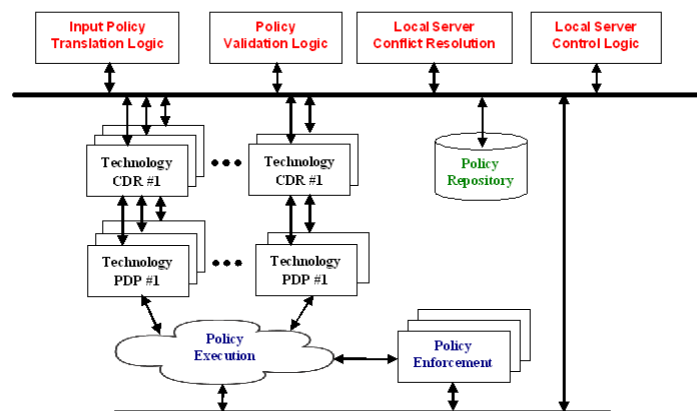 Input Policy
Translation Logic
Policy
Validation Logic
Local Server
Conflict Resolution
Local Server
Control Logic
Technology
CDR #1
Technology
CDR #1
Policy
Repository
Technology
PDP #1
Technology
PDP #1
Policy
Execution
Policy
Enforcement